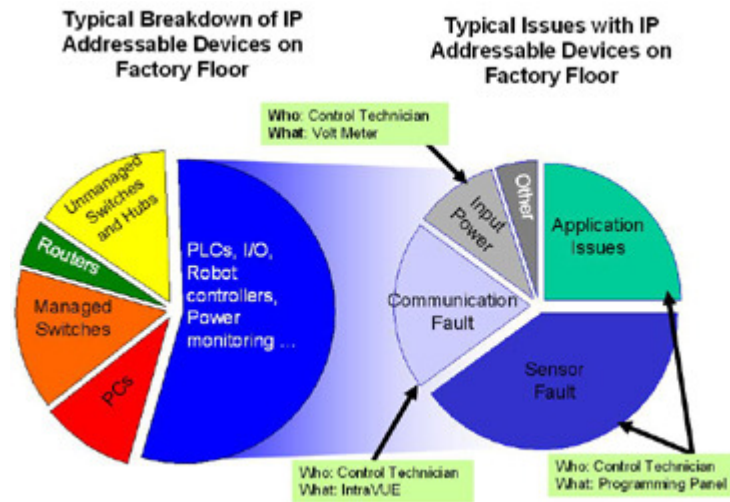 Typical Breakdown of IP
Addressable Devices on
Factory Floor
Typical Issues with IP
Addressable Devices on
Factory Floor
Who: Control Technician
What: Volt Meter
Unmanaged
Switches
and Hubs
Routers
Managed
Switches
PCs
PLCs, I/O,
Robot
controllers,
Power
monitoring ...
Other
Input
Power
Application
Issues
Communication
Fault
Sensor
Fault
Who: Control Technician
What: IntraVUE
Who: Control Technician
What: Programming Panel